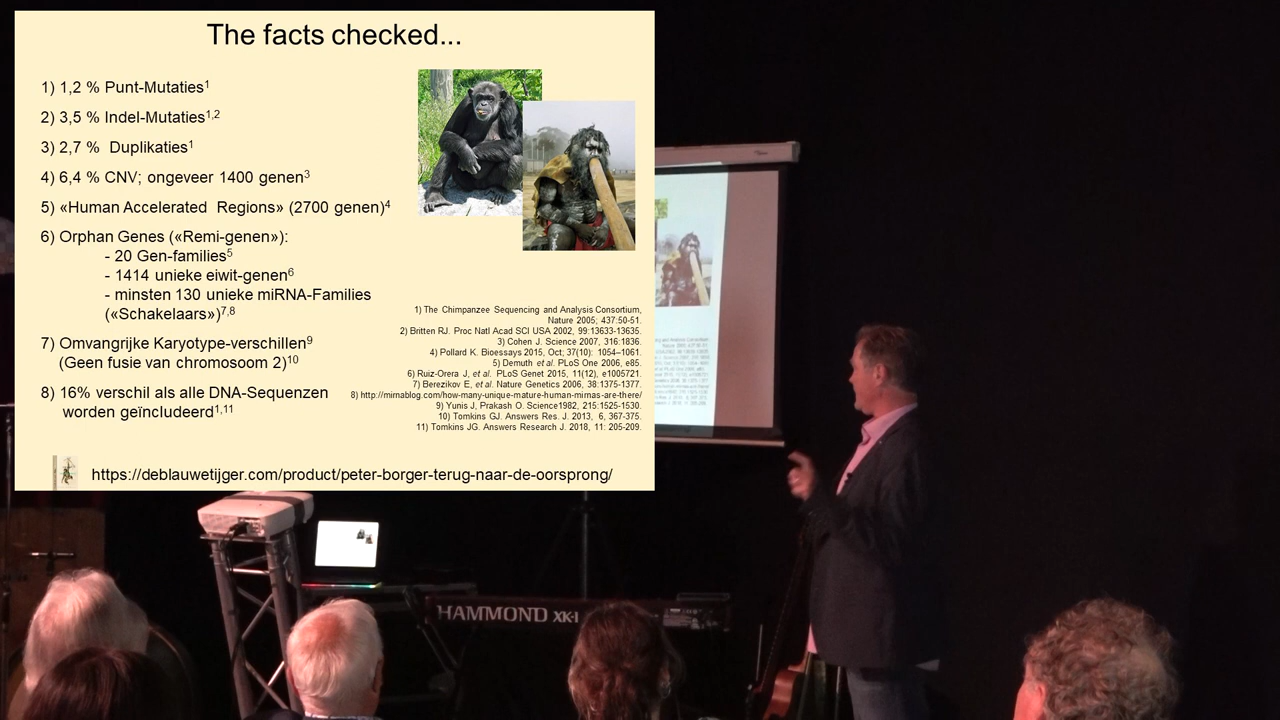 The facts checked...
1) 1,2 % Punt-Mutaties1
2) 3,5 % Indel-Mutaties1,2
3) 2,7 % Duplikaties1
4) 6,4 % CNV; ongeveer 1400 genen3
5) «Human Accelerated Regions» (2700 genen)4
6) Orphan Genes («Remi-genen»):
- 20 Gen-families5
- 1414 unieke eiwit-genen6
- minsten 130 unieke miRNA-Families
(«Schakelaars»)7,8
7) Omvangrijke Karyotype-verschillen9
(Geen fusie van chromosoom 2)10
8) 16% verschil als alle DNA-Sequenzen
worden geïncludeerd1,11
1) The Chimpanzee Sequencing and Analysis Consortium,
Nature 2005; 437:50-51.
2) Britten RJ. Proc Natl Acad SCI USA 2002, 99:13633-13635.
3) Cohen J. Science 2007, 316:1836.
4) Pollard K. Bioessays 2015, Oct; 37(10): 1054–1061.
5) Demuth et al. PLoS One 2006, e85.
6) Ruiz-Orera J, et al. PLoS Genet 2015, 11(12), e1005721.
7) Berezikov E, et al. Nature Genetics 2006, 38:1375-1377.
8) http://mirnablog.com/how-many-unique-mature-human-mirnas-are-there/
9) Yunis J, Prakash O. Science1982, 215:1525-1530.
10) Tomkins GJ. Answers Res. J. 2013, 6, 367-375.
11) Tomkins JG. Answers Research J. 2018, 11: 205-209.
https://deblauwetijger.com/product/peter-borger-terug-naar-de-oorsprong/
HAMMOND XK-1